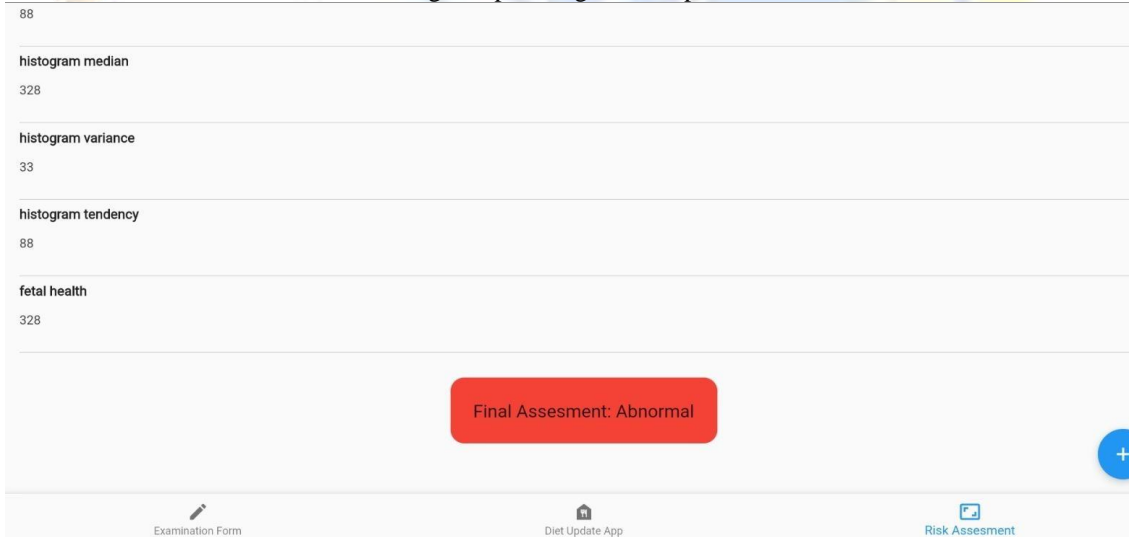 88
histogram median
328
histogram variance
33
histogram tendency
88
fetal health
328
Final Assesment: Abnormal
+
Examination Form
Diet Update App
Risk Assesment